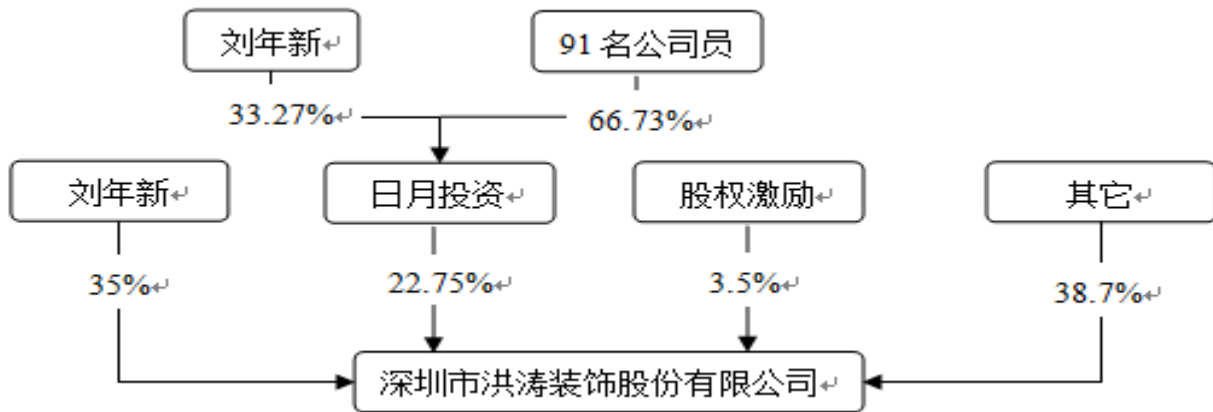 刘年新↵
91 名公司员
33.27%↵
66.73%↵
刘年新↵
日月投资↵
股权激励↵
其它↵
35%↵
22.75%↵
3.5%↵
38.7%↵
深圳市洪涛装饰股份有限公司↵